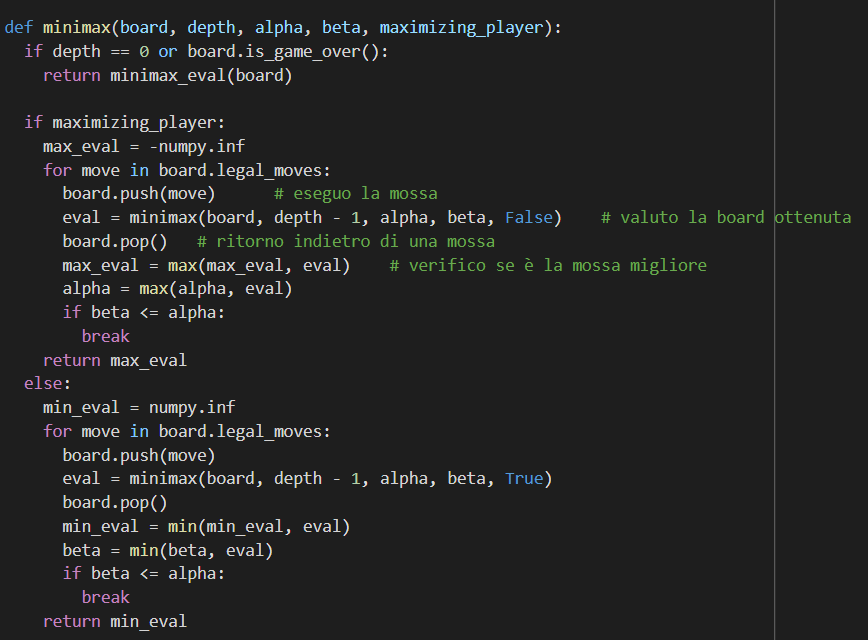 def minimax(board, depth, alpha, beta, maximizing_player):
  if depth == 0 or board.is_game_over():
    return minimax_eval(board)

  if maximizing_player:
    max_eval = -numpy.inf
    for move in board.legal_moves:
      board.push(move)      # eseguo la mossa
      eval = minimax(board, depth - 1, alpha, beta, False)    # valuto la board ottenuta
      board.pop()   # ritorno indietro di una mossa
      max_eval = max(max_eval, eval)    # verifico se è la mossa migliore
      alpha = max(alpha, eval)
      if beta <= alpha:
        break
    return max_eval
  else:
    min_eval = numpy.inf
    for move in board.legal_moves:
      board.push(move)
      eval = minimax(board, depth - 1, alpha, beta, True)
      board.pop()
      min_eval = min(min_eval, eval)
      beta = min(beta, eval)
      if beta <= alpha:
        break
    return min_eval